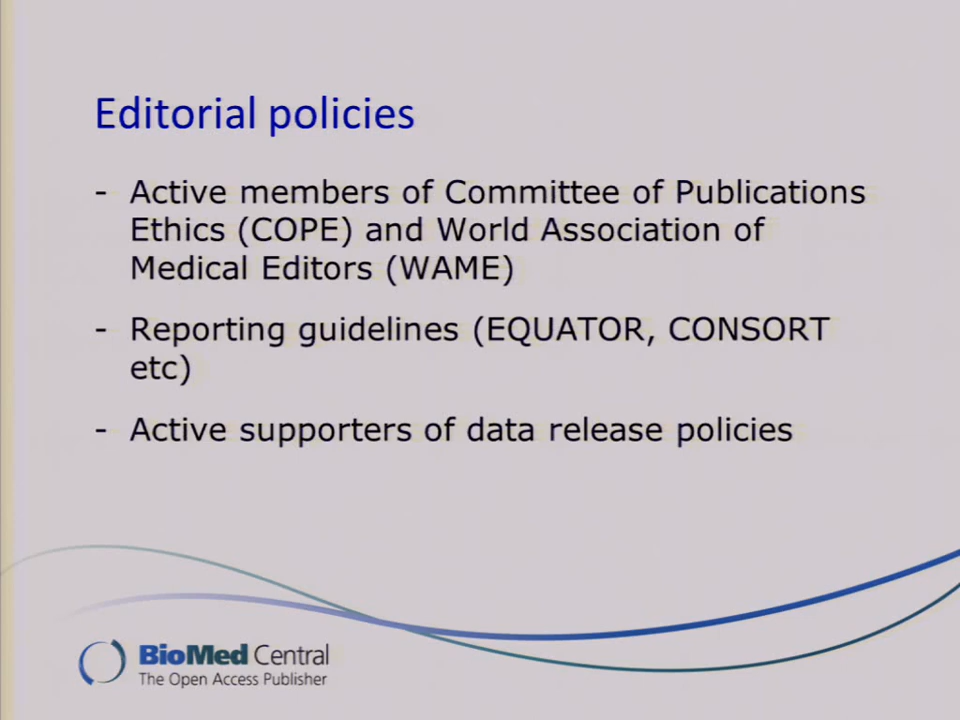 Editorial policies
- Active members of Committee of Publications
Ethics (COPE) and World Association of
Medical Editors (WAME)
- Reporting guidelines (EQUATOR, CONSORT
etc)
- Active supporters of data release policies
BioMed Central
The Open Access Publisher